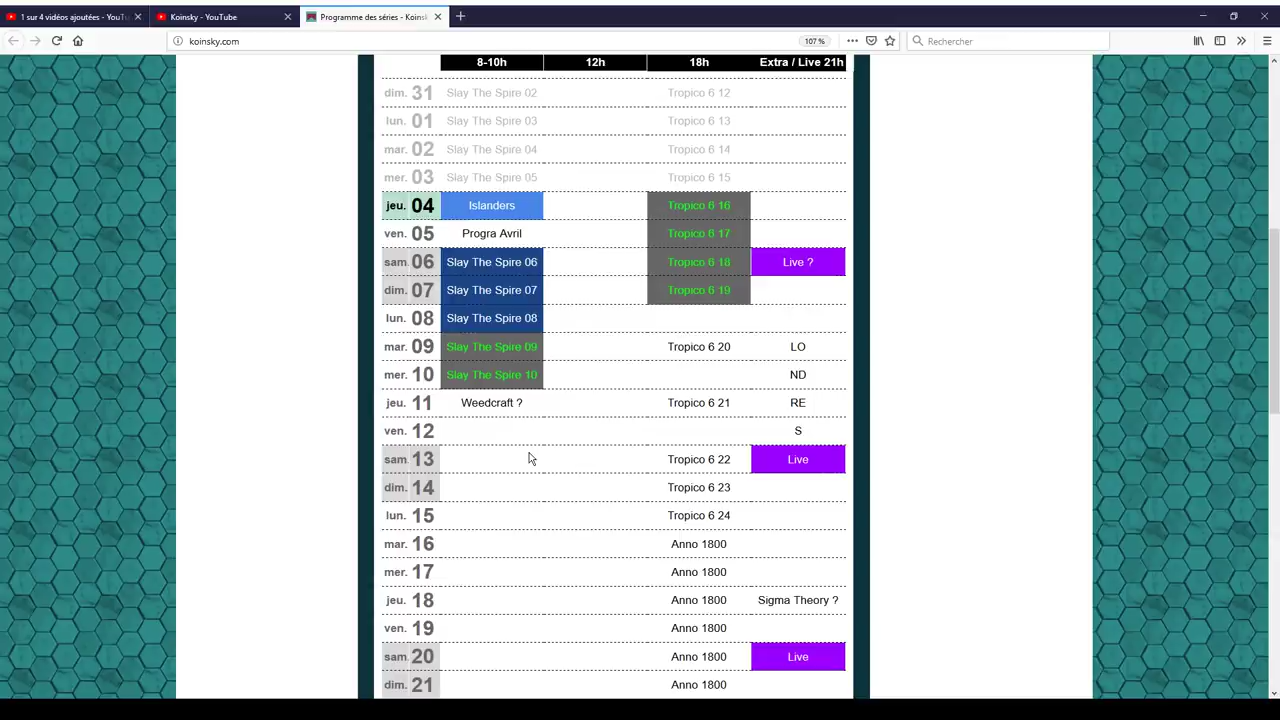 1 sur 4 vidéos ajoutées - YouTu
Koinsky - YouTube
Programme des séries - Koinsk
koinsky.com
107 %
Rechercher
8-10h 12h 18h Extra / Live 21h
dim. 31 Slay The Spire 02 Tropico 6 12
lun. 01 Slay The Spire 03 Tropico 6 13
mar. 02 Slay The Spire 04 Tropico 6 14
mer. 03 Slay The Spire 05 Tropico 6 15
jeu. 04 Islanders Tropico 6 16
ven. 05 Progra Avril Tropico 6 17
sam. 06 Slay The Spire 06 Tropico 6 18 Live ?
dim. 07 Slay The Spire 07 Tropico 6 19
lun. 08 Slay The Spire 08
mar. 09 Slay The Spire 09 Tropico 6 20 LO
mer. 10 Slay The Spire 10 ND
jeu. 11 Weedcraft ? Tropico 6 21 RE
ven. 12 S
sam. 13 Tropico 6 22 Live
dim. 14 Tropico 6 23
lun. 15 Tropico 6 24
mar. 16 Anno 1800
mer. 17 Anno 1800
jeu. 18 Anno 1800 Sigma Theory ?
ven. 19 Anno 1800
sam. 20 Anno 1800 Live
dim. 21 Anno 1800